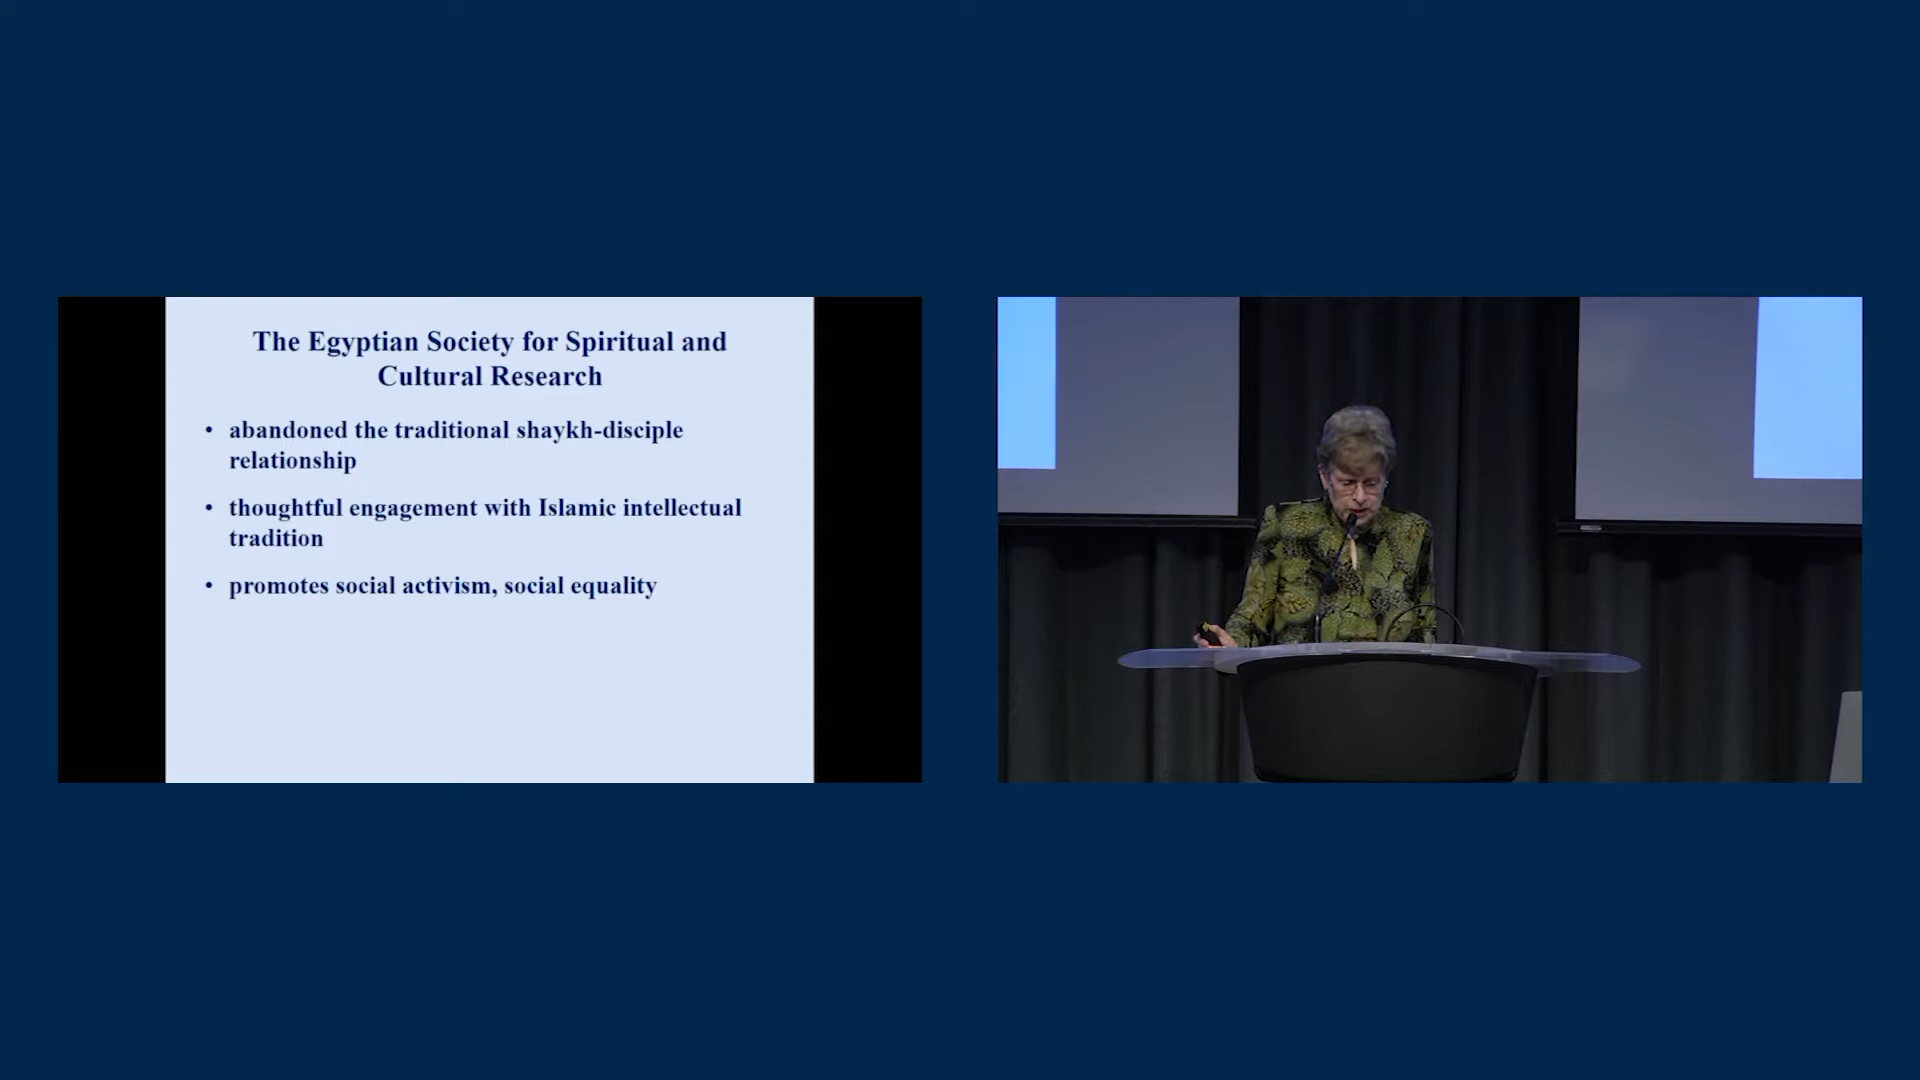 The Egyptian Society for Spiritual and
Cultural Research
• abandoned the traditional shaykh-disciple
relationship
• thoughtful engagement with Islamic intellectual
tradition
• promotes social activism, social equality